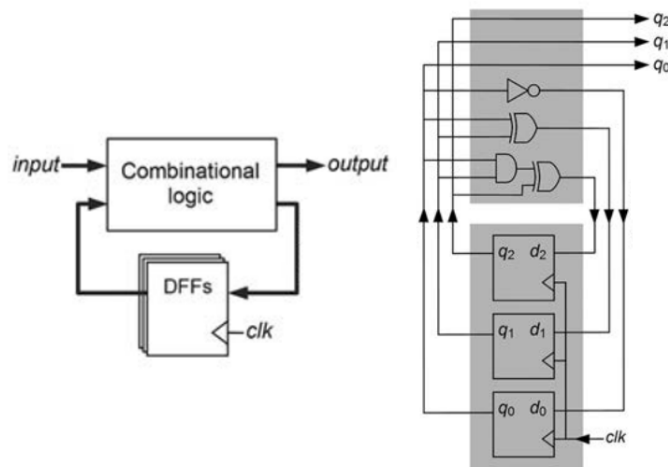 input
Combinational
logic
output
DFFs
clk
q2
q1
q0
q2 d2
q1 d1
q0 d0
clk